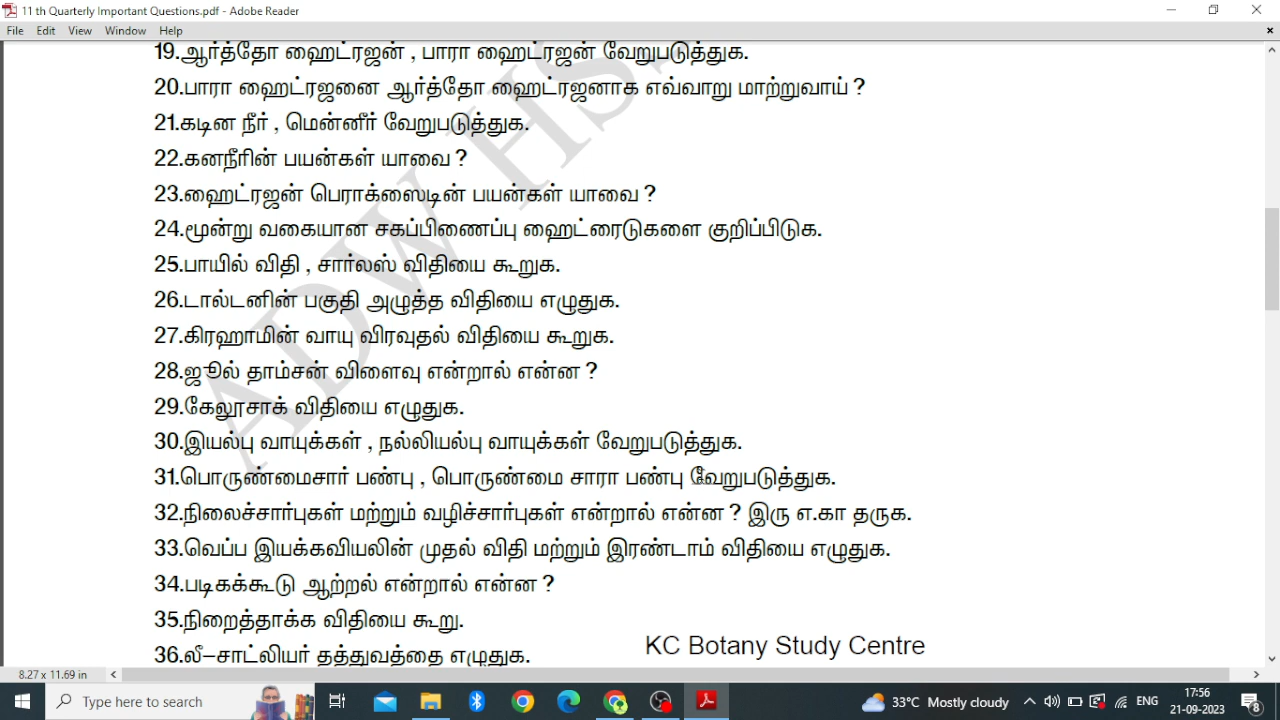 11 th Quarterly Important Questions.pdf - Adobe Reader
File Edit View Window Help
19.ஆர்த்தோ ஹைட்ரஜன் , பாரா ஹைட்ரஜன் வேறுபடுத்துக.
20.பாரா ஹைட்ரஜனை ஆர்த்தோ ஹைட்ரஜனாக எவ்வாறு மாற்றுவாய் ?
21.கடின நீர் , மென்னீர் வேறுபடுத்துக.
22.கனநீரின் பயன்கள் யாவை ?
23.ஹைட்ரஜன் பெராக்ஸைடின் பயன்கள் யாவை ?
24.மூன்று வகையான சகப்பிணைப்பு ஹைட்ரைடுகளை குறிப்பிடுக.
25.பாயில் விதி , சார்லஸ் விதியை கூறுக.
26.டால்டனின் பகுதி அழுத்த விதியை எழுதுக.
27.கிரஹாமின் வாயு விரவுதல் விதியை கூறுக.
28.ஜூல் தாம்சன் விளைவு என்றால் என்ன ?
29.கேலூசாக் விதியை எழுதுக.
30.இயல்பு வாயுக்கள் , நல்லியல்பு வாயுக்கள் வேறுபடுத்துக.
31.பொருண்மைசார் பண்பு , பொருண்மை சாரா பண்பு வேறுபடுத்துக.
32.நிலைச்சார்புகள் மற்றும் வழிச்சார்புகள் என்றால் என்ன ? இரு எ.கா தருக.
33.வெப்ப இயக்கவியலின் முதல் விதி மற்றும் இரண்டாம் விதியை எழுதுக.
34.படிகக்கூடு ஆற்றல் என்றால் என்ன ?
35.நிறைத்தாக்க விதியை கூறு.
36.லீ–சாட்லியர் தத்துவத்தை எழுதுக.
KC Botany Study Centre
ADW HS
8.27 x 11.69 in
Type here to search
33°C Mostly cloudy
ENG
17:56
21-09-2023
8